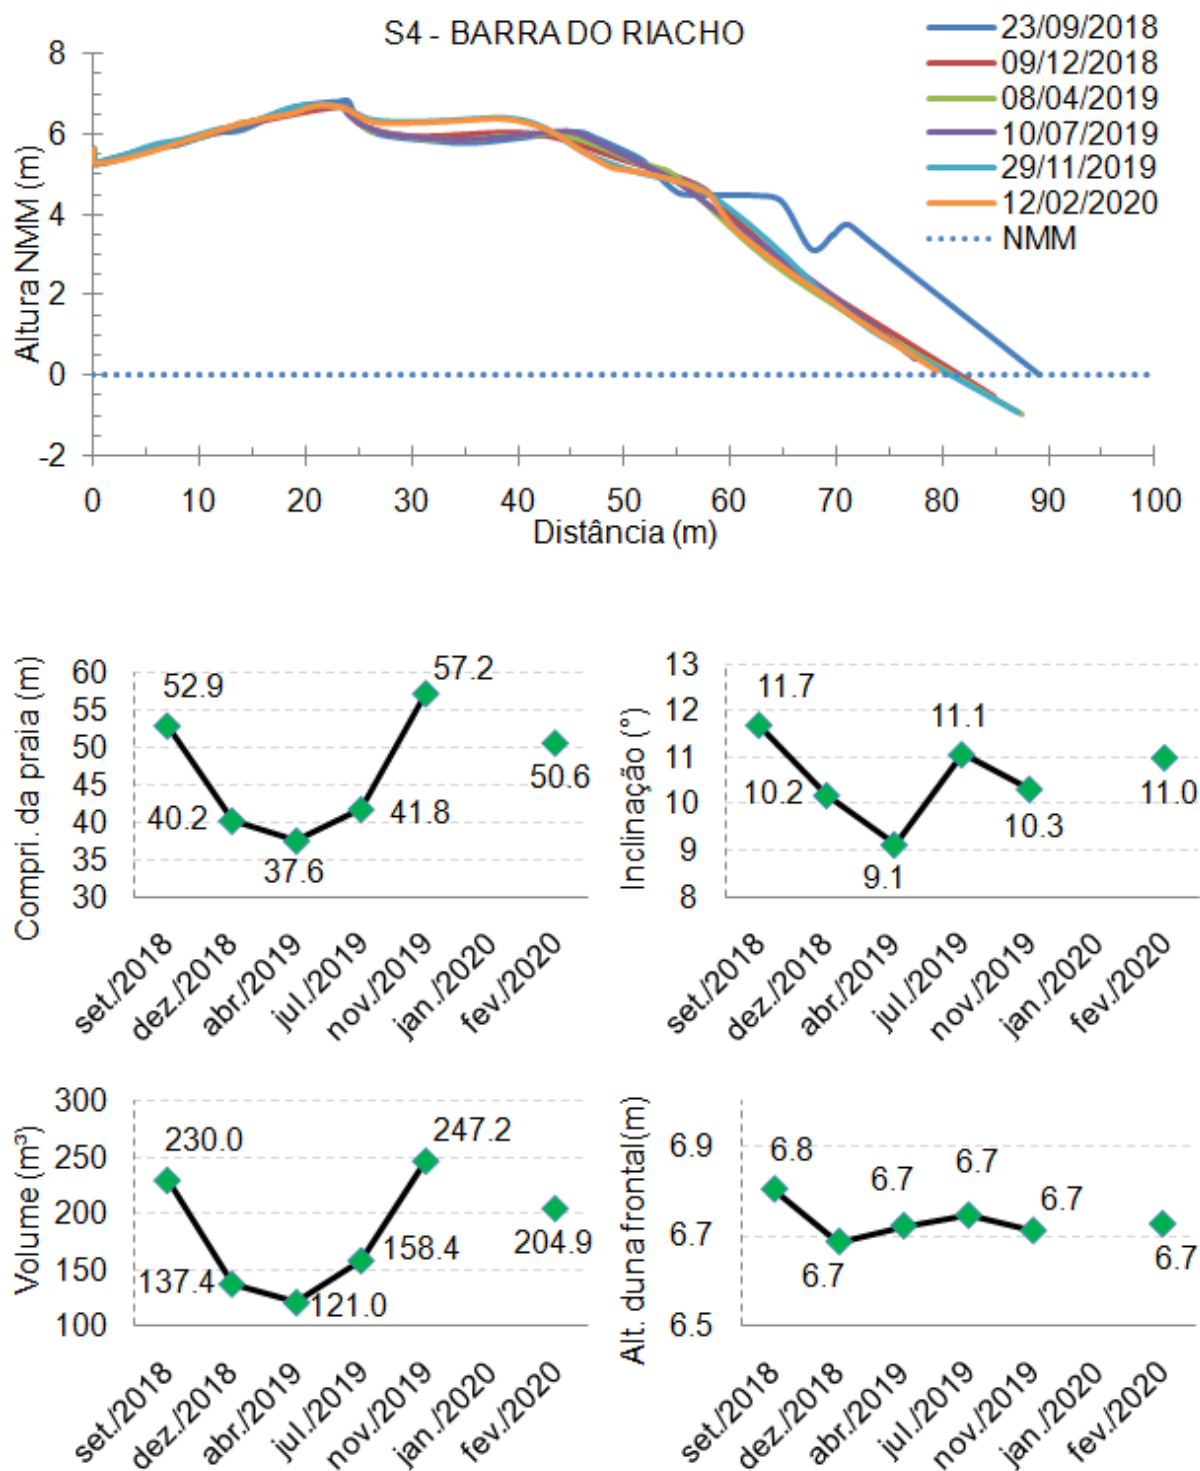 S4 - BARRA DO RIACHO
23/09/2018
09/12/2018
08/04/2019
10/07/2019
29/11/2019
12/02/2020
NMM
Altura NMM (m)
8
6
4
2
0
-2
0 10 20 30 40 50 60 70 80 90 100
Distância (m)
Compri. da praia (m)
60
55
50
45
40
35
30
52.9
40.2
37.6
41.8
57.2
50.6
set./2018
dez./2018
abr./2019
jul./2019
nov./2019
jan./2020
fev./2020
Inclinação (°)
13
12
11
10
9
8
11.7
10.2
9.1
11.1
10.3
11.0
set./2018
dez./2018
abr./2019
jul./2019
nov./2019
jan./2020
fev./2020
Volume (m³)
300
250
200
150
100
230.0
137.4
121.0
158.4
247.2
204.9
set./2018
dez./2018
abr./2019
jul./2019
nov./2019
jan./2020
fev./2020
Alt. duna frontal(m)
6.9
6.7
6.5
6.8
6.7
6.7
6.7
6.7
6.7
set./2018
dez./2018
abr./2019
jul./2019
nov./2019
jan./2020
fev./2020